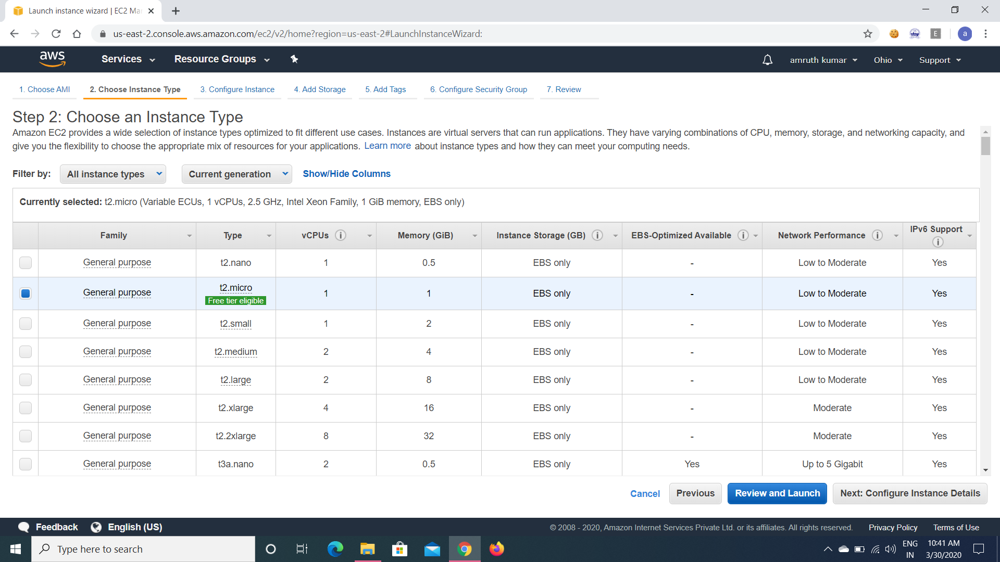 Launch instance wizard | EC2 Mar
us-east-2.console.aws.amazon.com/ec2/v2/home?region=us-east-2#LaunchInstanceWizard:
E
a
aws
Services
Resource Groups
amruth kumar
Ohio
Support
1. Choose AMI
2. Choose Instance Type
3. Configure Instance
4. Add Storage
5. Add Tags
6. Configure Security Group
7. Review
Step 2: Choose an Instance Type
Amazon EC2 provides a wide selection of instance types optimized to fit different use cases. Instances are virtual servers that can run applications. They have varying combinations of CPU, memory, storage, and networking capacity, and
give you the flexibility to choose the appropriate mix of resources for your applications. Learn more about instance types and how they can meet your computing needs.
Filter by: All instance types Current generation Show/Hide Columns
Currently selected: t2.micro (Variable ECUs, 1 vCPUs, 2.5 GHz, Intel Xeon Family, 1 GiB memory, EBS only)
Family Type vCPUs i Memory (GiB) Instance Storage (GB) i EBS-Optimized Available i Network Performance i IPv6 Support i
General purpose t2.nano 1 0.5 EBS only - Low to Moderate Yes
General purpose t2.micro 1 1 EBS only - Low to Moderate Yes
Free tier eligible
General purpose t2.small 1 2 EBS only - Low to Moderate Yes
General purpose t2.medium 2 4 EBS only - Low to Moderate Yes
General purpose t2.large 2 8 EBS only - Low to Moderate Yes
General purpose t2.xlarge 4 16 EBS only - Moderate Yes
General purpose t2.2xlarge 8 32 EBS only - Moderate Yes
General purpose t3a.nano 2 0.5 EBS only Yes Up to 5 Gigabit Yes
Cancel Previous Review and Launch Next: Configure Instance Details
Feedback English (US) © 2008 - 2020, Amazon Internet Services Private Ltd. or its affiliates. All rights reserved. Privacy Policy Terms of Use
Type here to search
ENG
IN
10:41 AM
3/30/2020